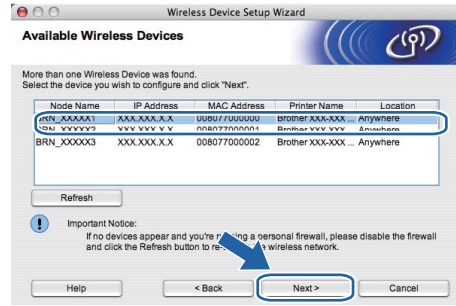 Wireless Device Setup Wizard
Available Wireless Devices
More than one Wireless Device was found.
Select the device you wish to configure and click "Next".
Node Name IP Address MAC Address Printer Name Location
BRN_XXXXX1 XXX.XXX.X.X 008077000000 Brother XXX-XXX ... Anywhere
BRN_XXXXX2 XXX.XXX.X.X 008077000001 Brother XXX-XXX ... Anywhere
BRN_XXXXX3 XXX.XXX.X.X 008077000002 Brother XXX-XXX ... Anywhere
Refresh
Important Notice:
If no devices appear and you're running a personal firewall, please disable the firewall
and click the Refresh button to wireless network.
Help < Back Next > Cancel